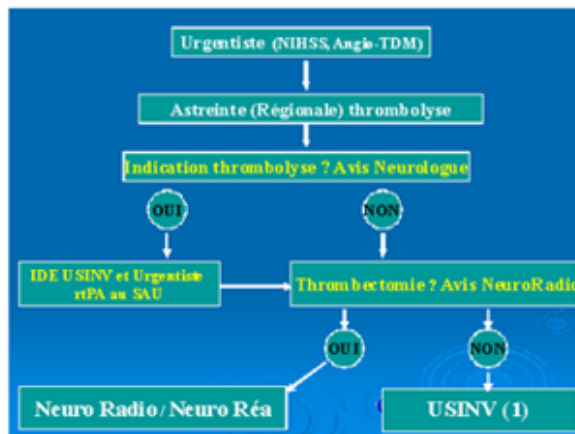 Urgentiste (NIHSS, Angio-TDM)
Astreinte (Régionale) thrombolyse
Indication thrombolyse ? Avis Neurologue
OUI
NON
IDE USINV et Urgentiste
rtPA au SAU
Thrombectomie ? Avis NeuroRadio
OUI
NON
Neuro Radio / Neuro Réa
USINV (1)